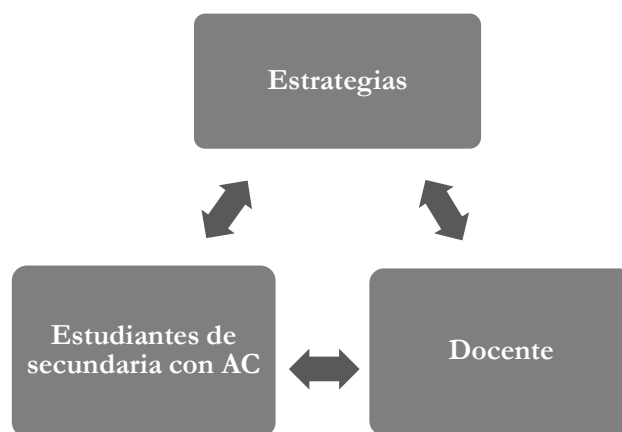 Estrategias
Estudiantes de
secundaria con AC
Docente